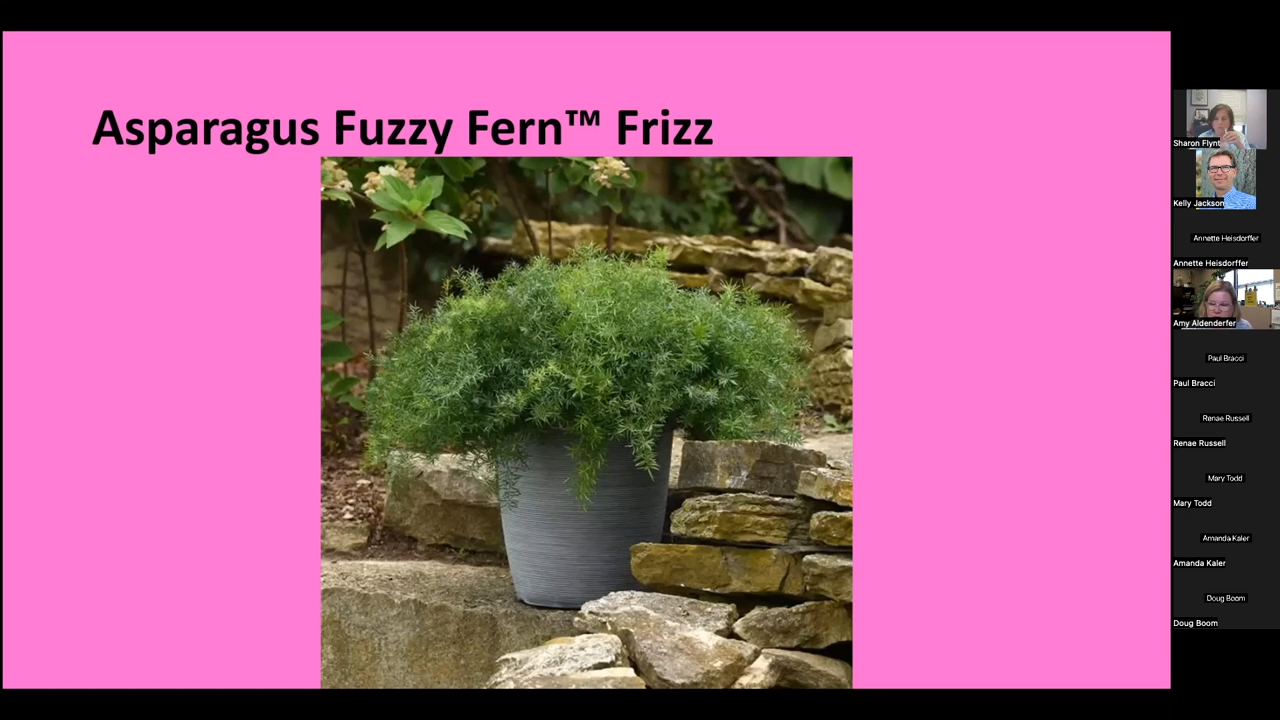 Asparagus Fuzzy Fern™ Frizz
Sharon Flynt
Kelly Jackson
Annette Heisdorffer
Annette Heisdorffer
Amy Aldenderfer
Paul Bracci
Paul Bracci
Renae Russell
Renae Russell
Mary Todd
Mary Todd
Amanda Kaler
Amanda Kaler
Doug Boom
Doug Boom